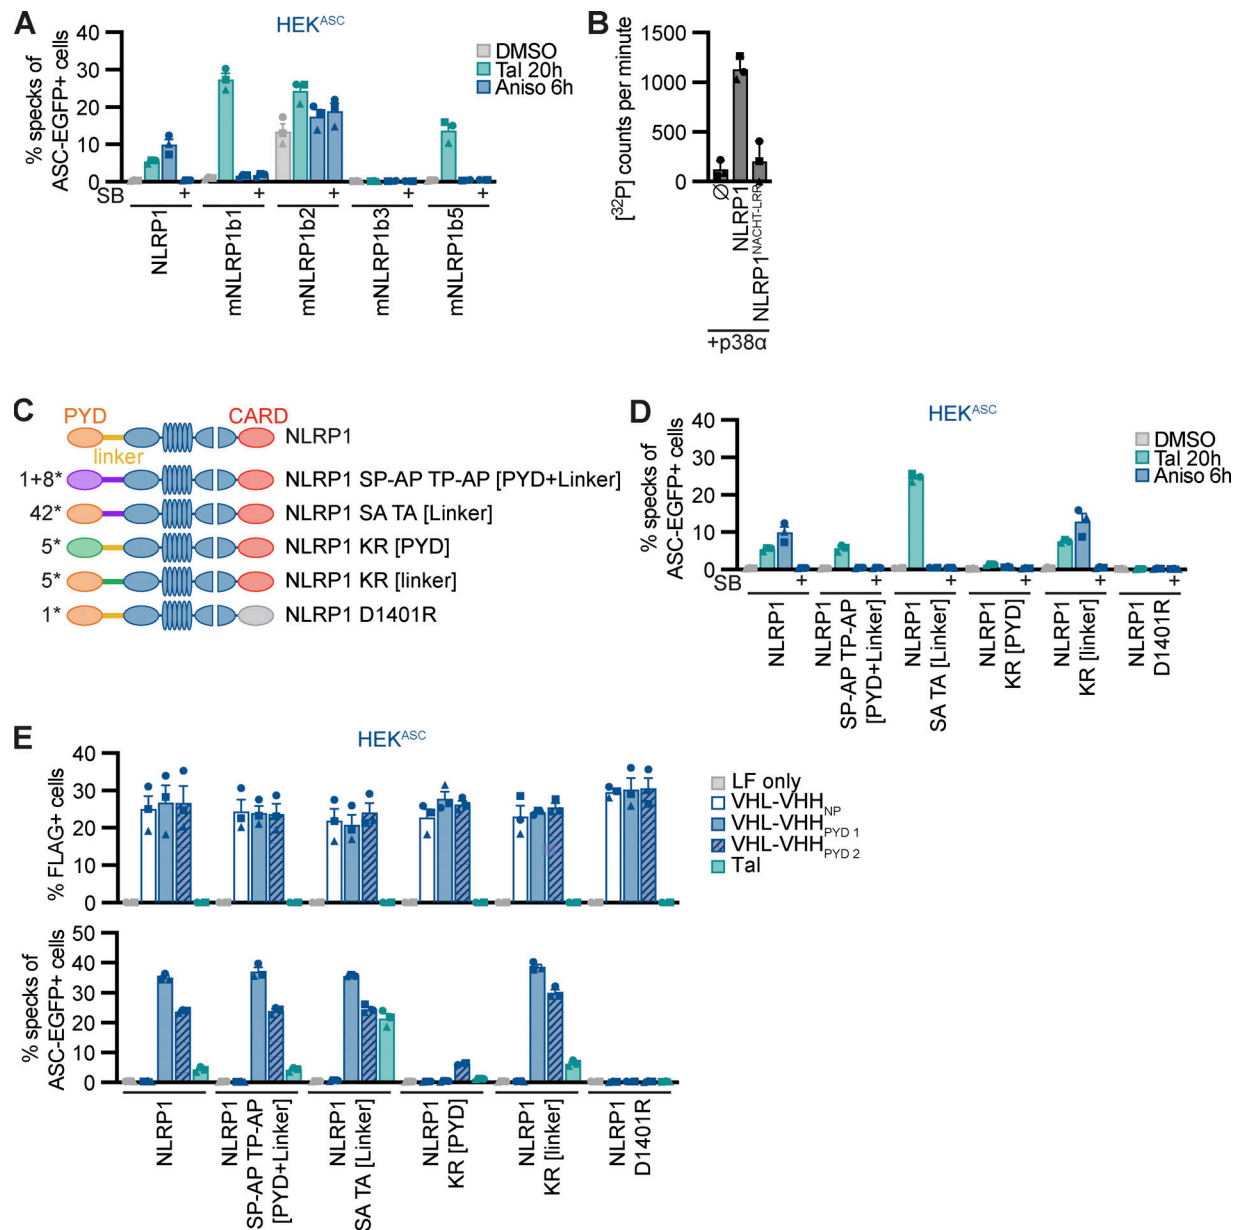 A
HEK^ASC
% specks of
ASC-EGFP+ cells
40
30
20
10
0
DMSO
Tal 20h
Aniso 6h
SB + + + + +
NLRP1
mNLRP1b1
mNLRP1b2
mNLRP1b3
mNLRP1b5
B
[³²P] counts per minute
1500
1000
500
0
∅
NLRP1
NLRP1^NACHT-LRR
+p38α
C
PYD CARD
linker
NLRP1
1+8* NLRP1 SP-AP TP-AP [PYD+Linker]
42* NLRP1 SA TA [Linker]
5* NLRP1 KR [PYD]
5* NLRP1 KR [linker]
1* NLRP1 D1401R
D
HEK^ASC
% specks of
ASC-EGFP+ cells
40
30
20
10
0
DMSO
Tal 20h
Aniso 6h
SB + + + + + +
NLRP1
NLRP1
SP-AP TP-AP
[PYD+Linker]
NLRP1
SA TA [Linker]
NLRP1
KR [PYD]
NLRP1
KR [linker]
NLRP1
D1401R
E
HEK^ASC
% FLAG+ cells
40
30
20
10
0
LF only
VHL-VHH_NP
VHL-VHH_PYD 1
VHL-VHH_PYD 2
Tal
% specks of
ASC-EGFP+ cells
50
40
30
20
10
0
NLRP1
NLRP1
SP-AP TP-AP
[PYD+Linker]
NLRP1
SA TA [Linker]
NLRP1
KR [PYD]
NLRP1
KR [linker]
NLRP1
D1401R